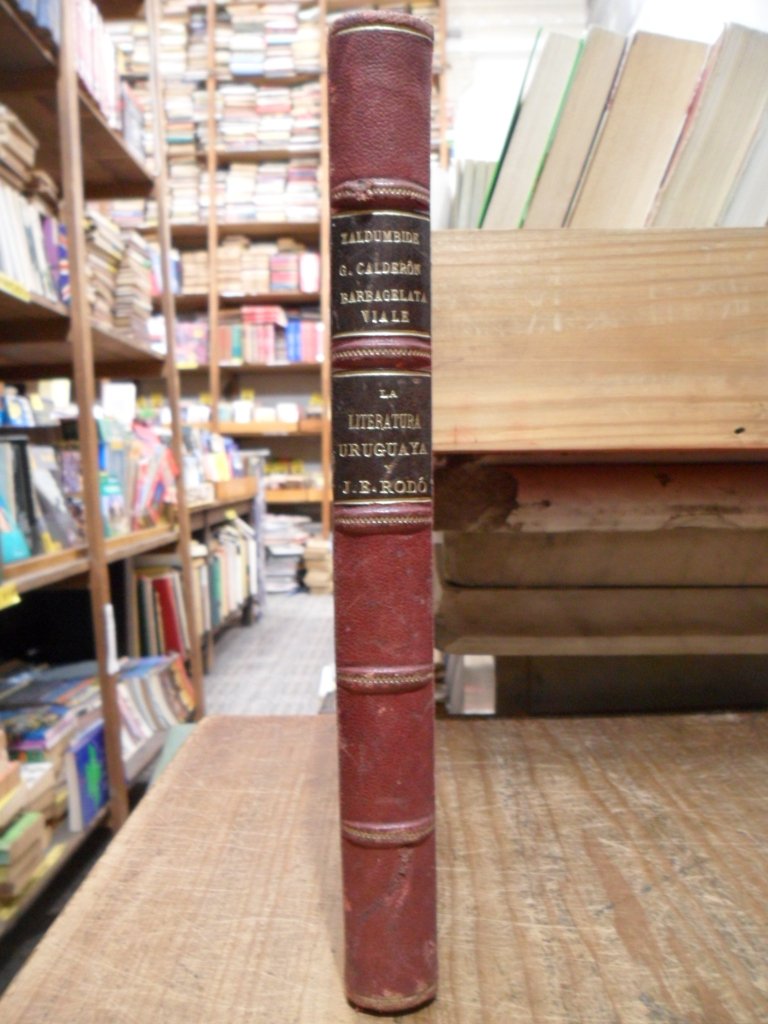 ZALDUMBIDE
G. CALDERÓN
BARBAGELATA
VIALE
LA
LITERATURA
URUGUAYA
Y
J. E. RODÓ